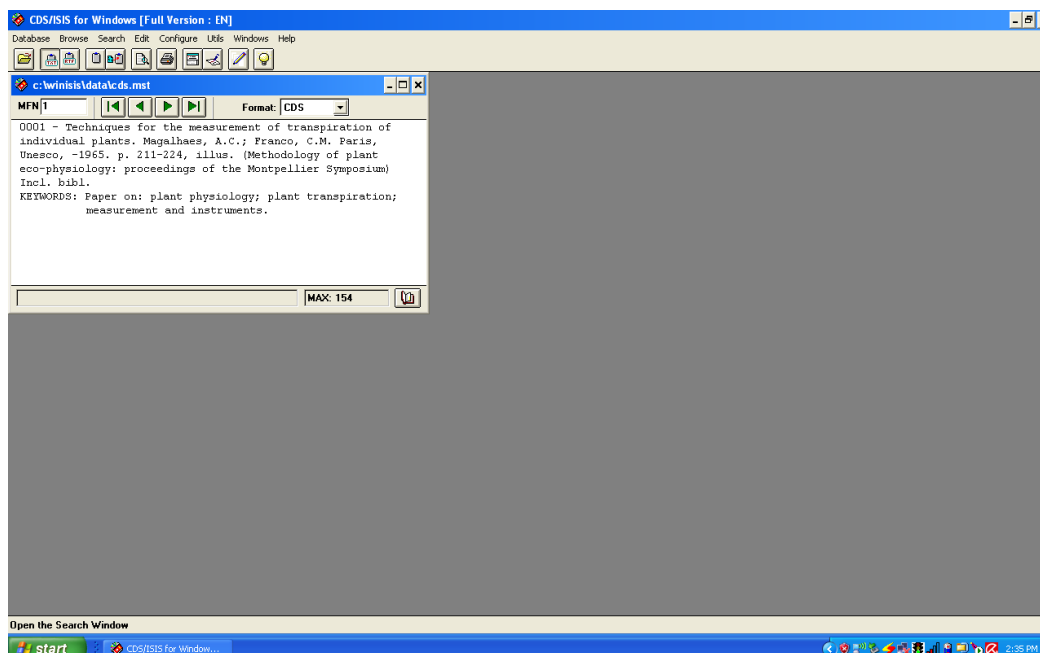 CDS/ISIS for Windows [Full Version : EN]
Database Browse Search Edit Configure Utils Windows Help
c:\winisis\data\cds.mst
MFN 1 Format: CDS
0001 - Techniques for the measurement of transpiration of
individual plants. Magalhaes, A.C.; Franco, C.M. Paris,
Unesco, -1965. p. 211-224, illus. (Methodology of plant
eco-physiology: proceedings of the Montpellier Symposium)
Incl. bibl.
KEYWORDS: Paper on: plant physiology; plant transpiration;
measurement and instruments.
MAX: 154
Open the Search Window
start CDS/ISIS for Window... 2:35 PM